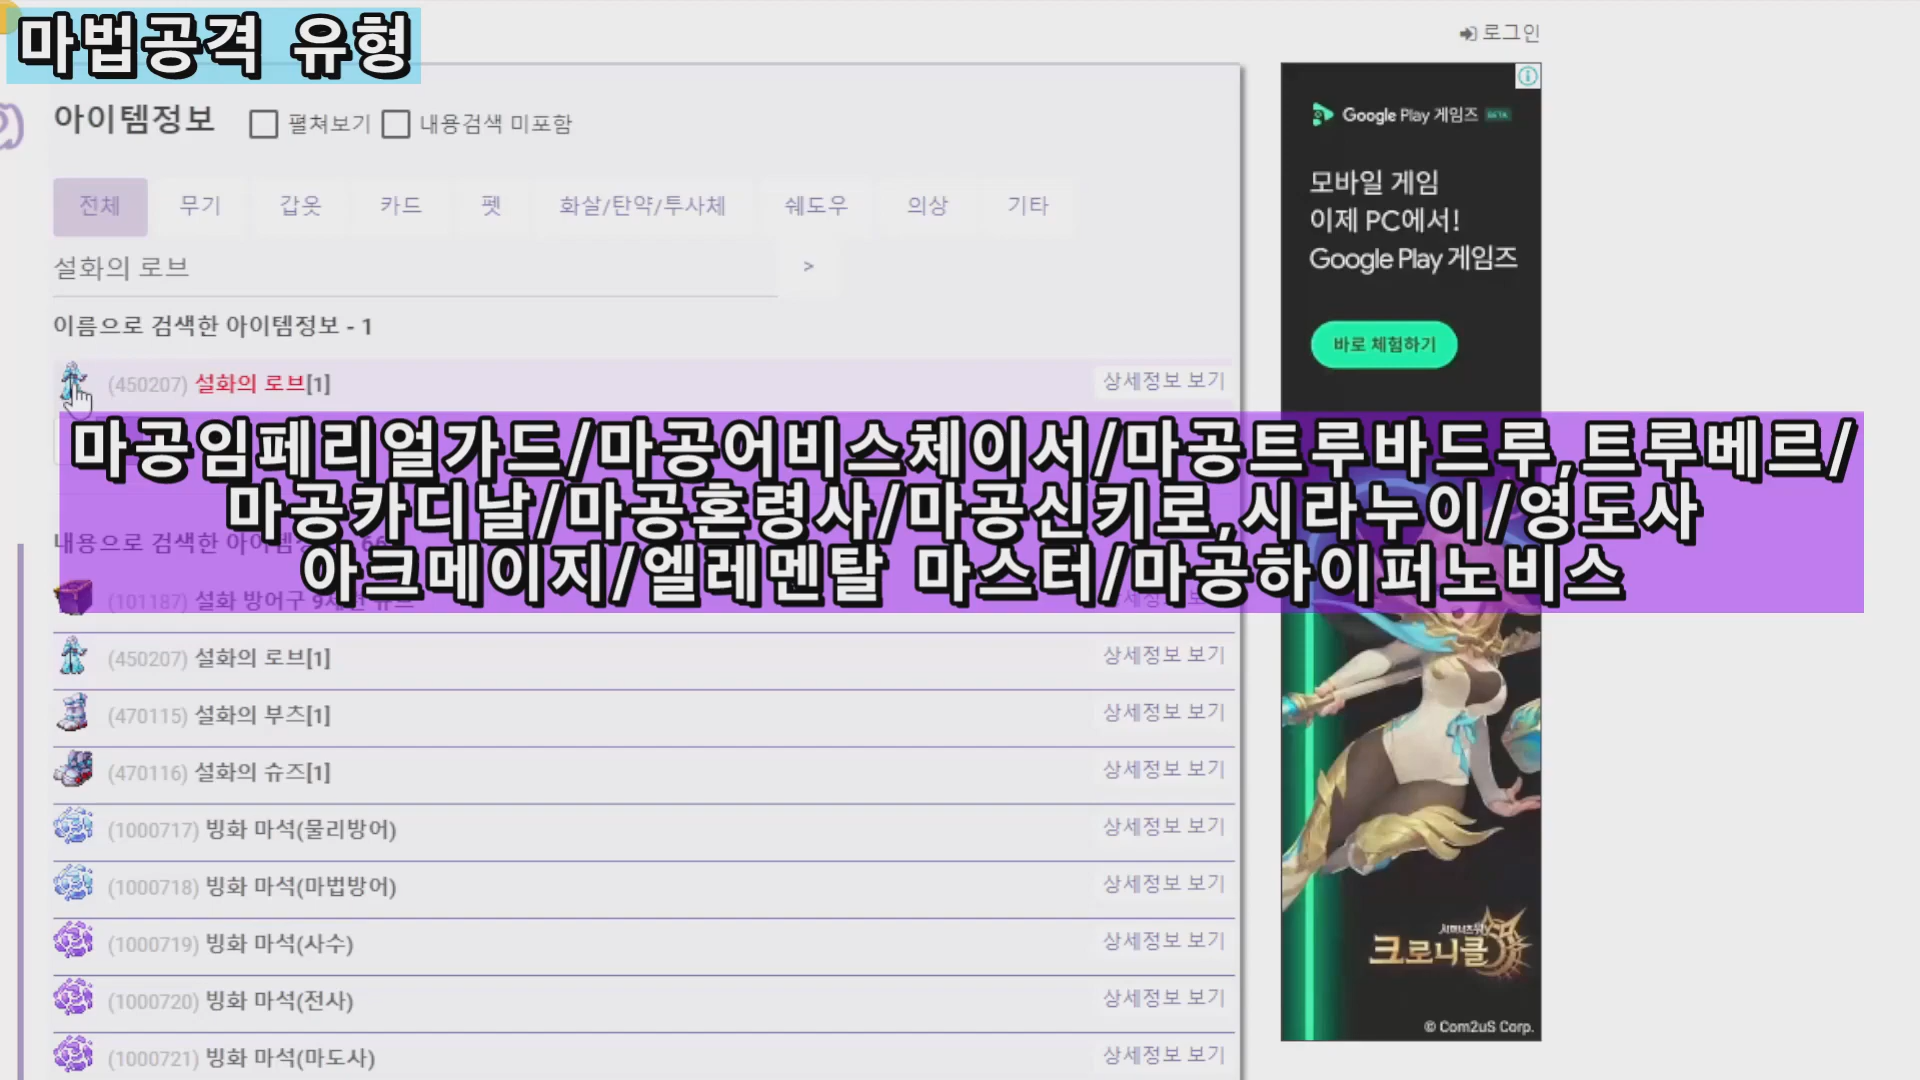 마법공격 유형
로그인
아이템정보
펼쳐보기
내용검색 미포함
전체 무기 갑옷 카드 펫 화살/탄약/투사체 쉐도우 의상 기타
설화의 로브 >
이름으로 검색한 아이템정보 - 1
(450207) 설화의 로브[1] 상세정보 보기
마공임페리얼가드/마공어비스체이서/마공트루바드루,트루베르/
마공카디날/마공혼령사/마공신키로,시라누이/영도사
아크메이지/엘레멘탈 마스터/마공하이퍼노비스
내용으로 검색한
(101187) 설화 방어구
(450207) 설화의 로브[1] 상세정보 보기
(470115) 설화의 부츠[1] 상세정보 보기
(470116) 설화의 슈즈[1] 상세정보 보기
(1000717) 빙화 마석(물리방어) 상세정보 보기
(1000718) 빙화 마석(마법방어) 상세정보 보기
(1000719) 빙화 마석(사수) 상세정보 보기
(1000720) 빙화 마석(전사) 상세정보 보기
(1000721) 빙화 마석(마도사) 상세정보 보기
Google Play 게임즈 BETA
모바일 게임
이제 PC에서!
Google Play 게임즈
바로 체험하기
크로니클
© Com2uS Corp.